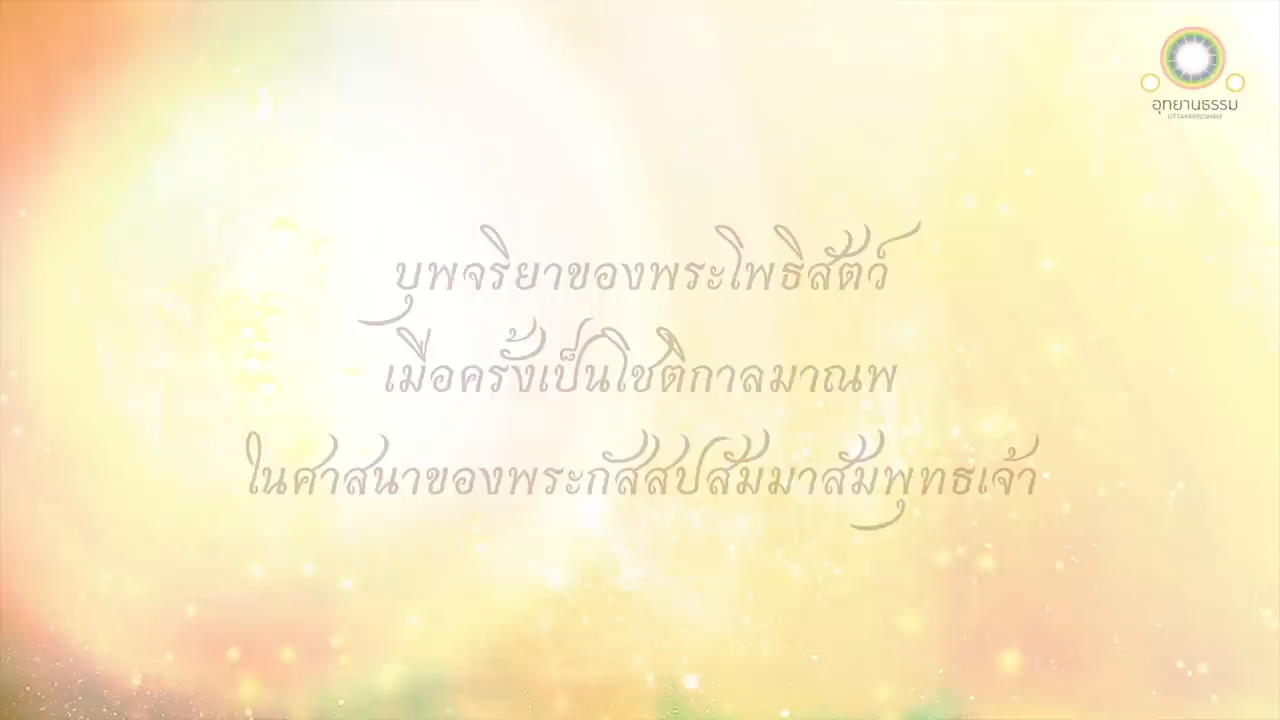 อุทยานธรรม
UTTAYARNDHAM
บุพจริยาของพระโพธิสัตว์
เมื่อครั้งเป็นโชติกาลมาณพ
ในศาสนาของพระกัสสปสัมมาสัมพุทธเจ้า